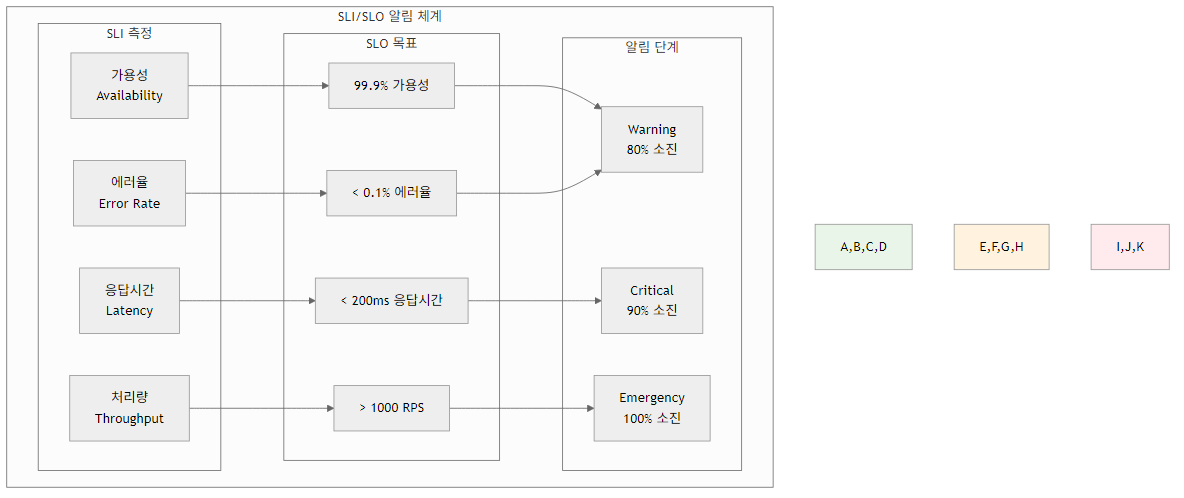 SLI/SLO 알림 체계
SLI 측정
가용성
Availability
에러율
Error Rate
응답시간
Latency
처리량
Throughput
SLO 목표
99.9% 가용성
< 0.1% 에러율
< 200ms 응답시간
> 1000 RPS
알림 단계
Warning
80% 소진
Critical
90% 소진
Emergency
100% 소진
A,B,C,D
E,F,G,H
I,J,K